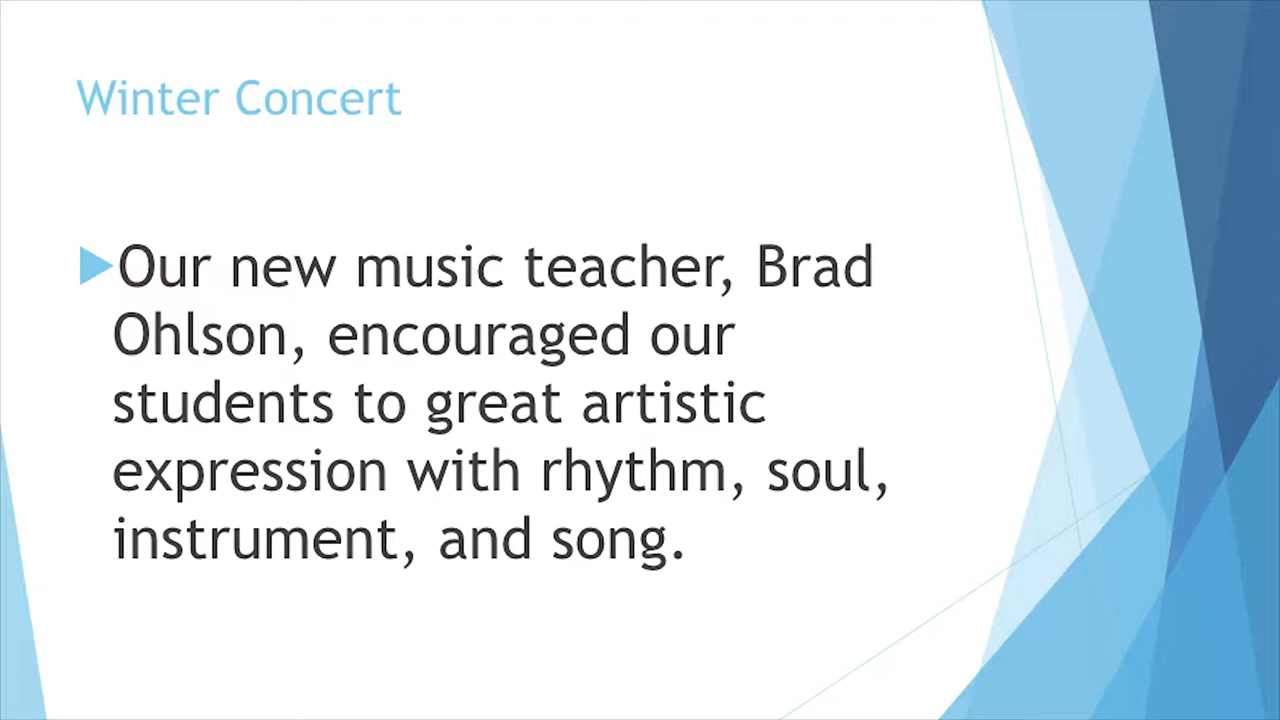 Winter Concert
Our new music teacher, Brad
Ohlson, encouraged our
students to great artistic
expression with rhythm, soul,
instrument, and song.